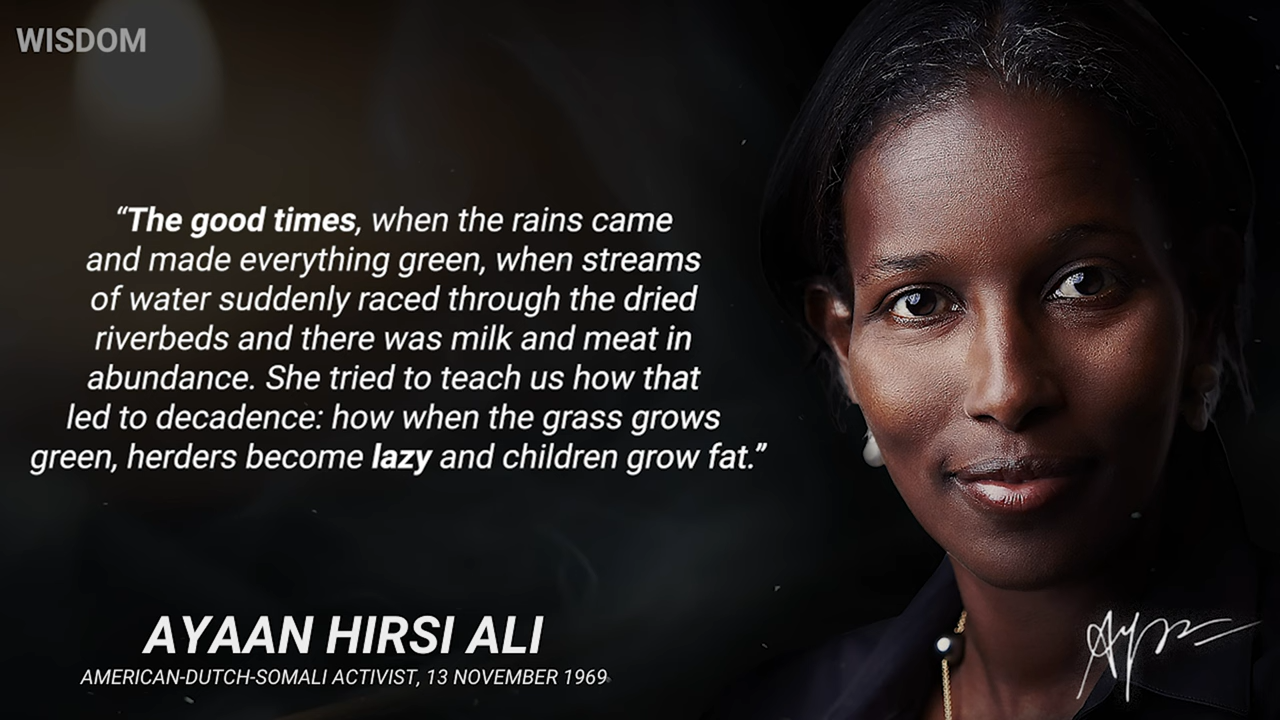 WISDOM
“The good times, when the rains came
and made everything green, when streams
of water suddenly raced through the dried
riverbeds and there was milk and meat in
abundance. She tried to teach us how that
led to decadence: how when the grass grows
green, herders become lazy and children grow fat.”
AYAAN HIRSI ALI
AMERICAN-DUTCH-SOMALI ACTIVIST, 13 NOVEMBER 1969